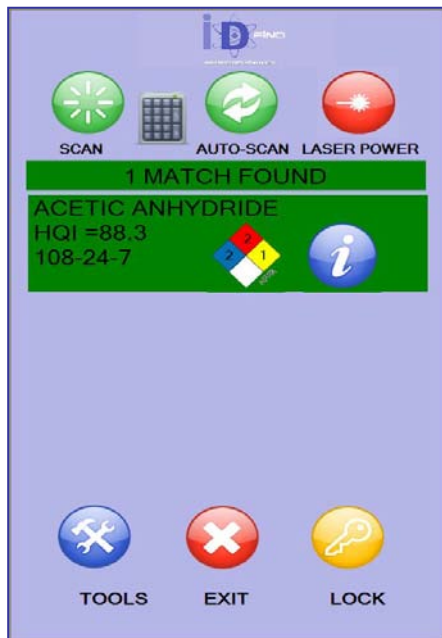 iD
SCAN
AUTO-SCAN
LASER POWER
1 MATCH FOUND
ACETIC ANHYDRIDE
HQI =88.3
108-24-7
2
2
1
i
TOOLS
EXIT
LOCK